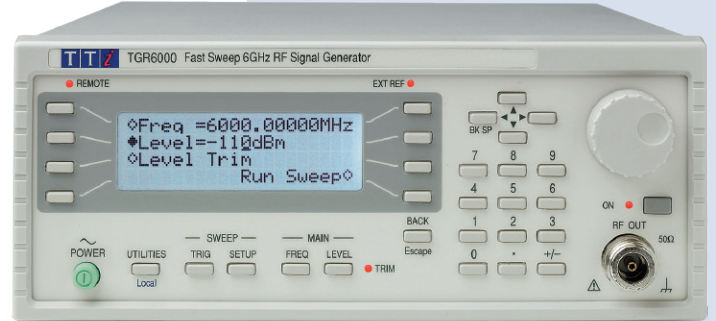 TTi TGR6000 Fast Sweep 6GHz RF Signal Generator
REMOTE EXT REF
◇Freq =6000.00000MHz
◆Level=-110dBm
◇Level Trim
Run Sweep◇
BK SP
7 8 9
4 5 6
1 2 3
0 . +/–
BACK
Escape
ON
RF OUT
50Ω
POWER
UTILITIES
Local
SWEEP
TRIG SETUP
MAIN
FREQ LEVEL
TRIM